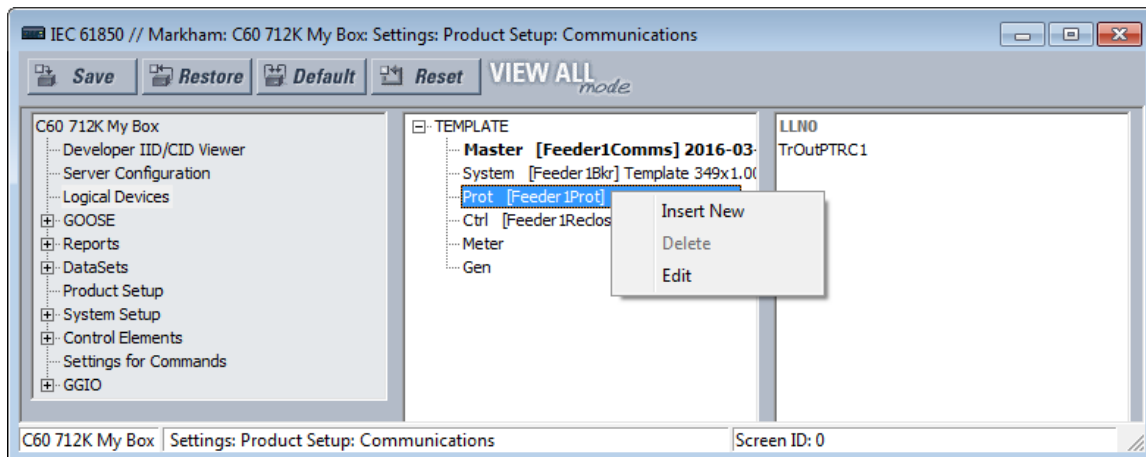 IEC 61850 // Markham: C60 712K My Box: Settings: Product Setup: Communications
Save Restore Default Reset VIEW ALL mode
C60 712K My Box
Developer IID/CID Viewer
Server Configuration
Logical Devices
GOOSE
Reports
DataSets
Product Setup
System Setup
Control Elements
Settings for Commands
GGIO
TEMPLATE
Master [Feeder1Comms] 2016-03-
System [Feeder1Bkr] Template 349x1.00
Prot [Feeder1Prot]
Ctrl [Feeder1Reclos
Meter
Gen
Insert New
Delete
Edit
LLN0
TrOutPTRC1
C60 712K My Box Settings: Product Setup: Communications Screen ID: 0